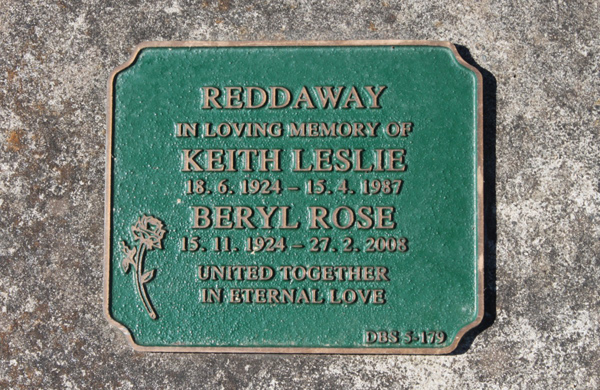 REDDAWAY
IN LOVING MEMORY OF
KEITH LESLIE
18. 6. 1924 – 15. 4. 1987
BERYL ROSE
15. 11. 1924 – 27. 2. 2008
UNITED TOGETHER
IN ETERNAL LOVE
DBS 5-179